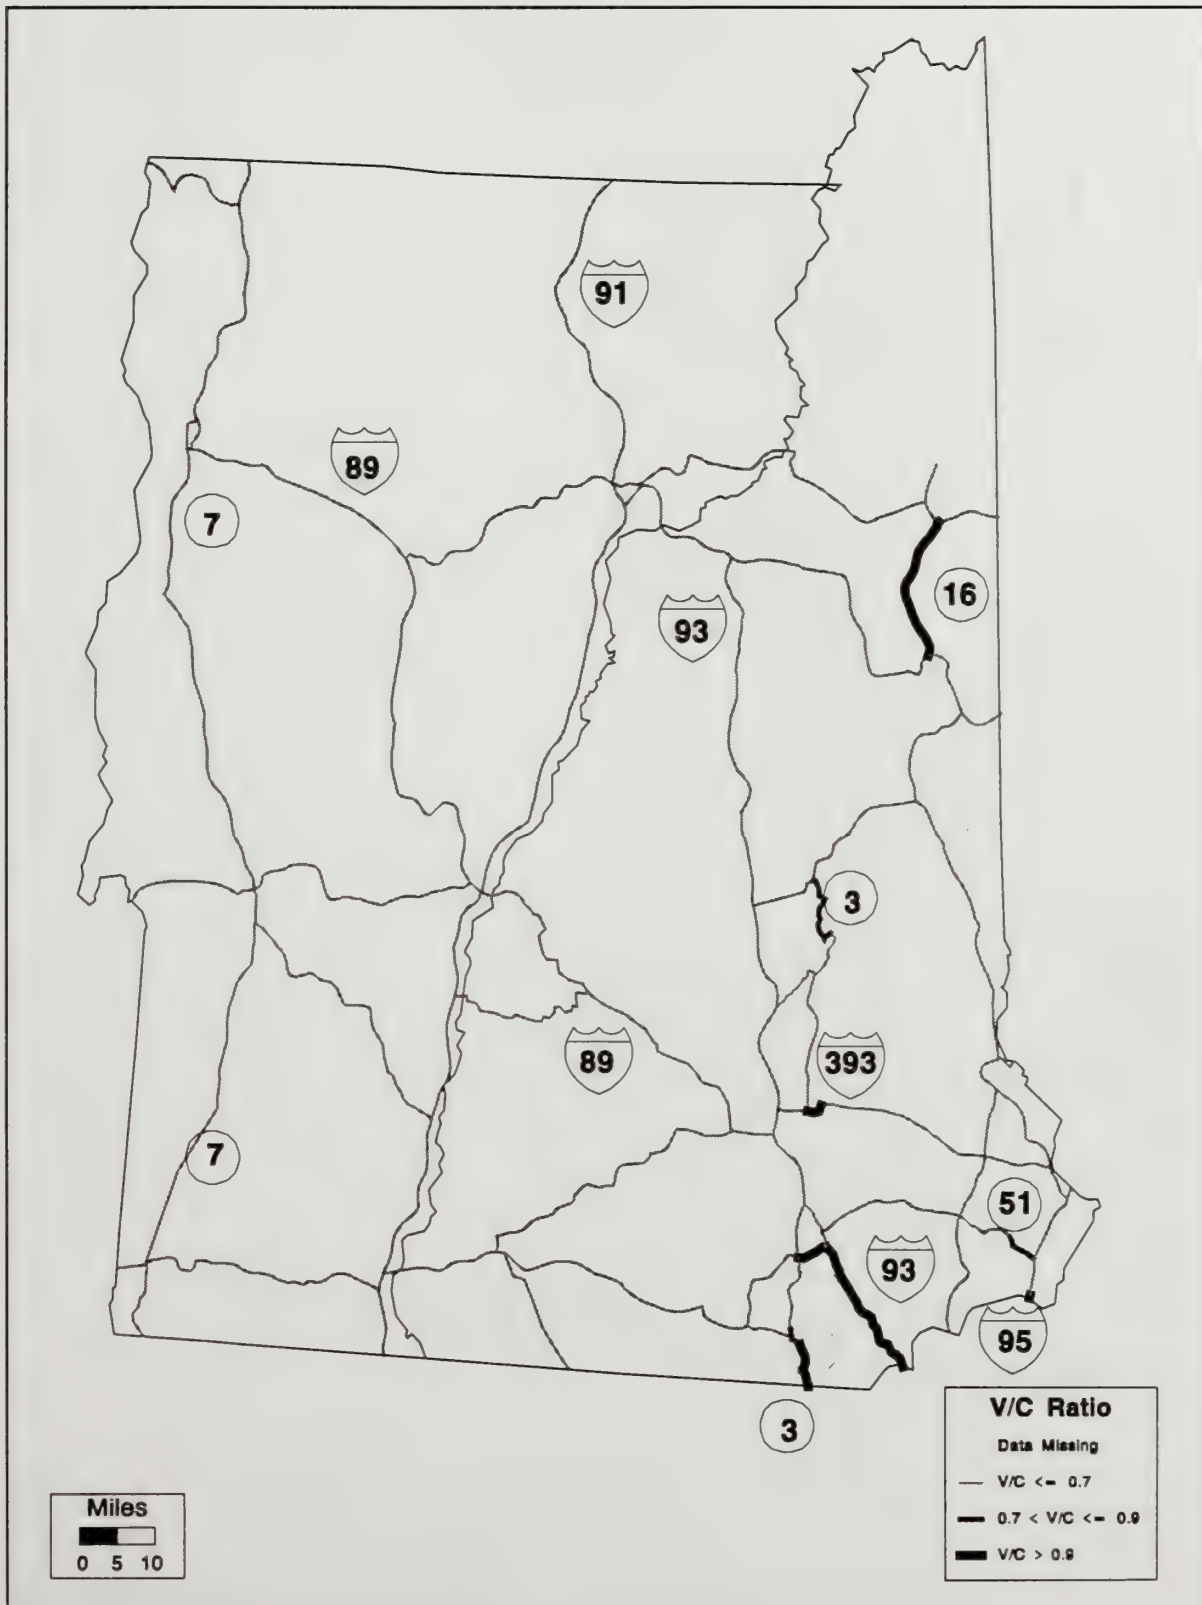 91
89
7
16
93
3
89
393
7
51
93
95
3
V/C Ratio
Data Missing
V/C <= 0.7
0.7 < V/C <= 0.9
V/C > 0.9
Miles
0 5 10